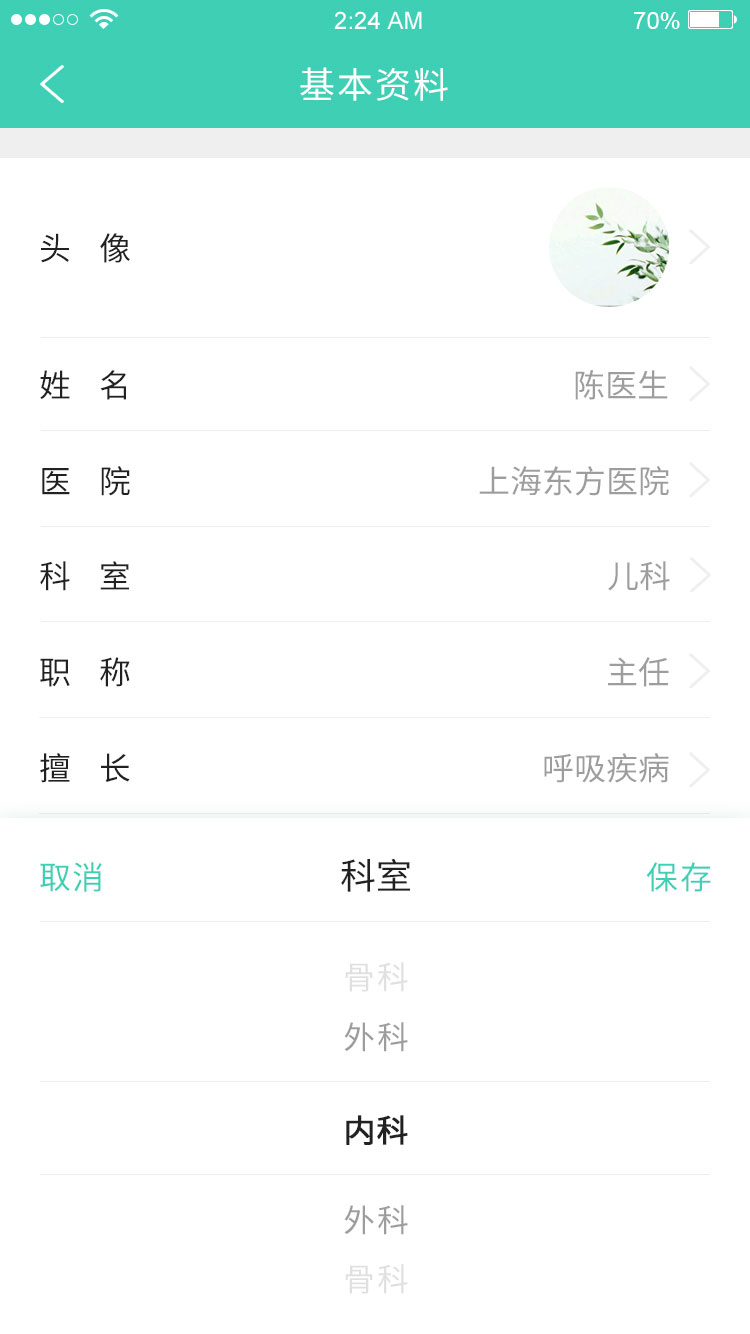 2:24 AM 70%
基本资料
头 像
姓 名 陈医生
医 院 上海东方医院
科 室 儿科
职 称 主任
擅 长 呼吸疾病
取消 科室 保存
骨科
外科
内科
外科
骨科